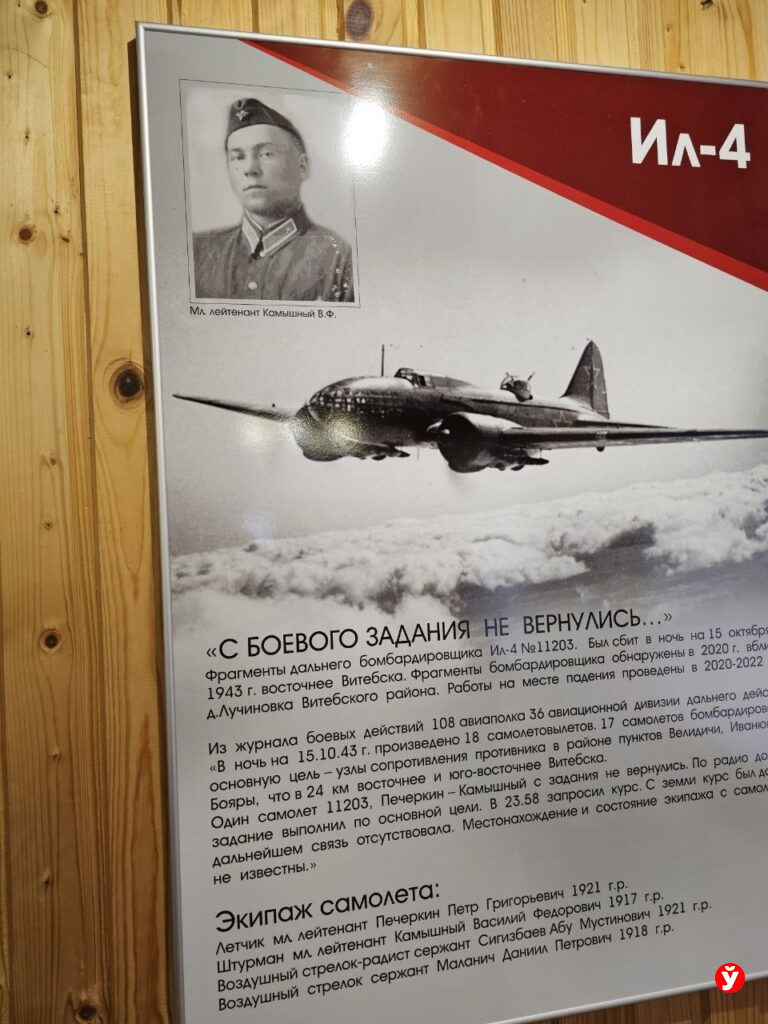 Ил-4
Мл. лейтенант Камышный В.Ф.
«С БОЕВОГО ЗАДАНИЯ НЕ ВЕРНУЛИСЬ...»
Фрагменты дальнего бомбардировщика Ил-4 №11203. Был сбит в ночь на 15 октября
1943 г. восточнее Витебска. Фрагменты бомбардировщика обнаружены в 2020 г.
д.Лучиновка Витебского района. Работы на месте падения проведены в 2020-2022
Из журнала боевых действий 108 авиаполка 36 авиационной дивизии дальнего
«В ночь на 15.10.43 г. произведено 18 самолетовылетов. 17 самолетов
основную цель – узлы сопротивления противника в районе пунктов Велидичи,
Бояры, что в 24 км восточнее и юго-восточнее Витебска.
Один самолет 11203, Печеркин – Камышный с задания не вернулись. По радио
задание выполнил по основной цели. В 23.58 запросил курс. С земли курс был
дальнейшем связь отсутствовала. Местонахождение и состояние экипажа с
не известны.»
Экипаж самолета:
Летчик мл. лейтенант Печеркин Петр Григорьевич 1921 г.р.
Штурман мл. лейтенант Камышный Василий Федорович 1917 г.р.
Воздушный стрелок-радист сержант Сигизбаев Абу Мустинович 1921 г.р.
Воздушный стрелок сержант Маланич Даниил Петрович 1918 г.р.
ў